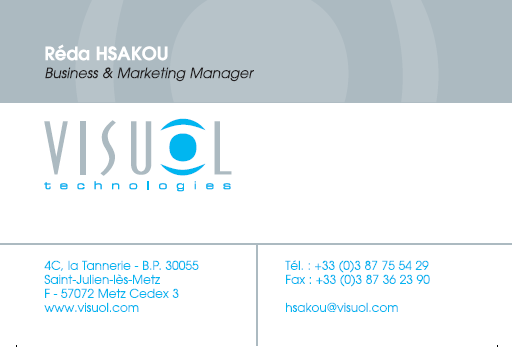 Réda HSAKOU
Business & Marketing Manager
VISUOL
technologies
4C, la Tannerie - B.P. 30055
Saint-Julien-lès-Metz
F - 57072 Metz Cedex 3
www.visuol.com
Tél. : +33 (0)3 87 75 54 29
Fax : +33 (0)3 87 36 23 90
hsakou@visuol.com